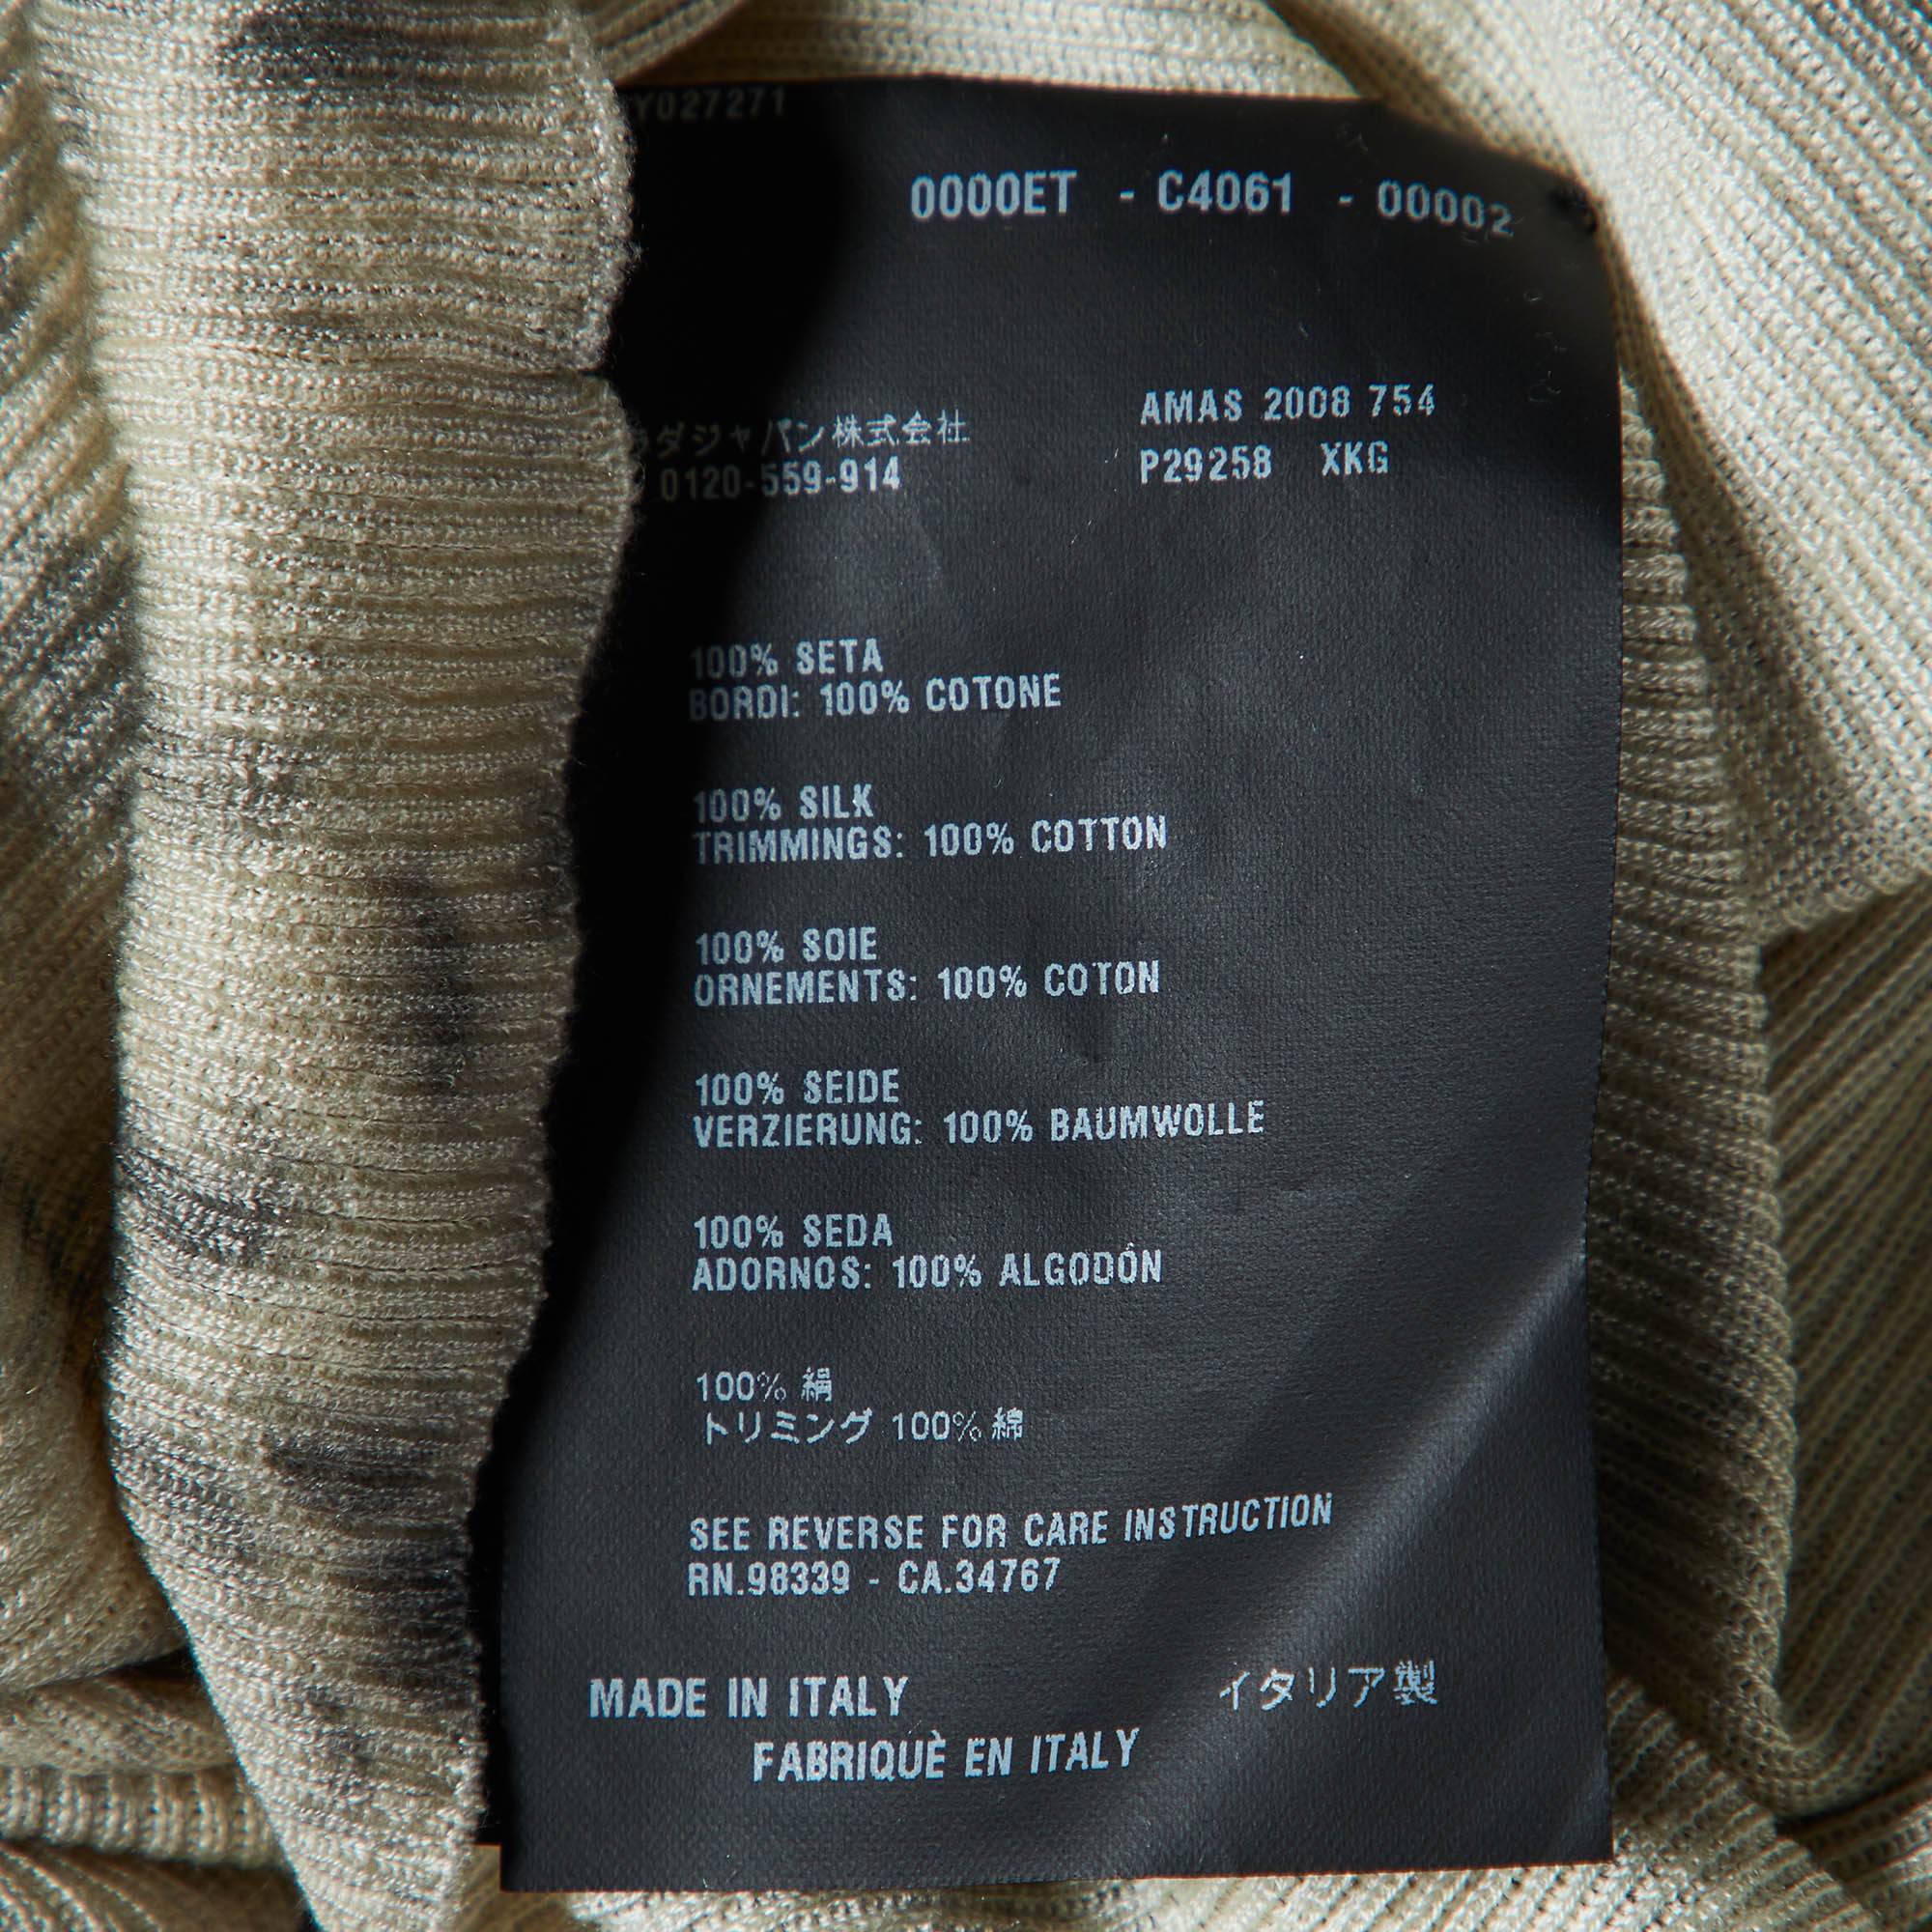 Y027271
0000ET - C4061 - 00002
ダジャパン株式会社
0120-559-914
AMAS 2008 754
P29258 XKG
100% SETA
BORDI: 100% COTONE
100% SILK
TRIMMINGS: 100% COTTON
100% SOIE
ORNEMENTS: 100% COTON
100% SEIDE
VERZIERUNG: 100% BAUMWOLLE
100% SEDA
ADORNOS: 100% ALGODÓN
100% 絹
トリミング 100% 綿
SEE REVERSE FOR CARE INSTRUCTION
RN.98339 - CA.34767
MADE IN ITALY
イタリア製
FABRIQUÈ EN ITALY